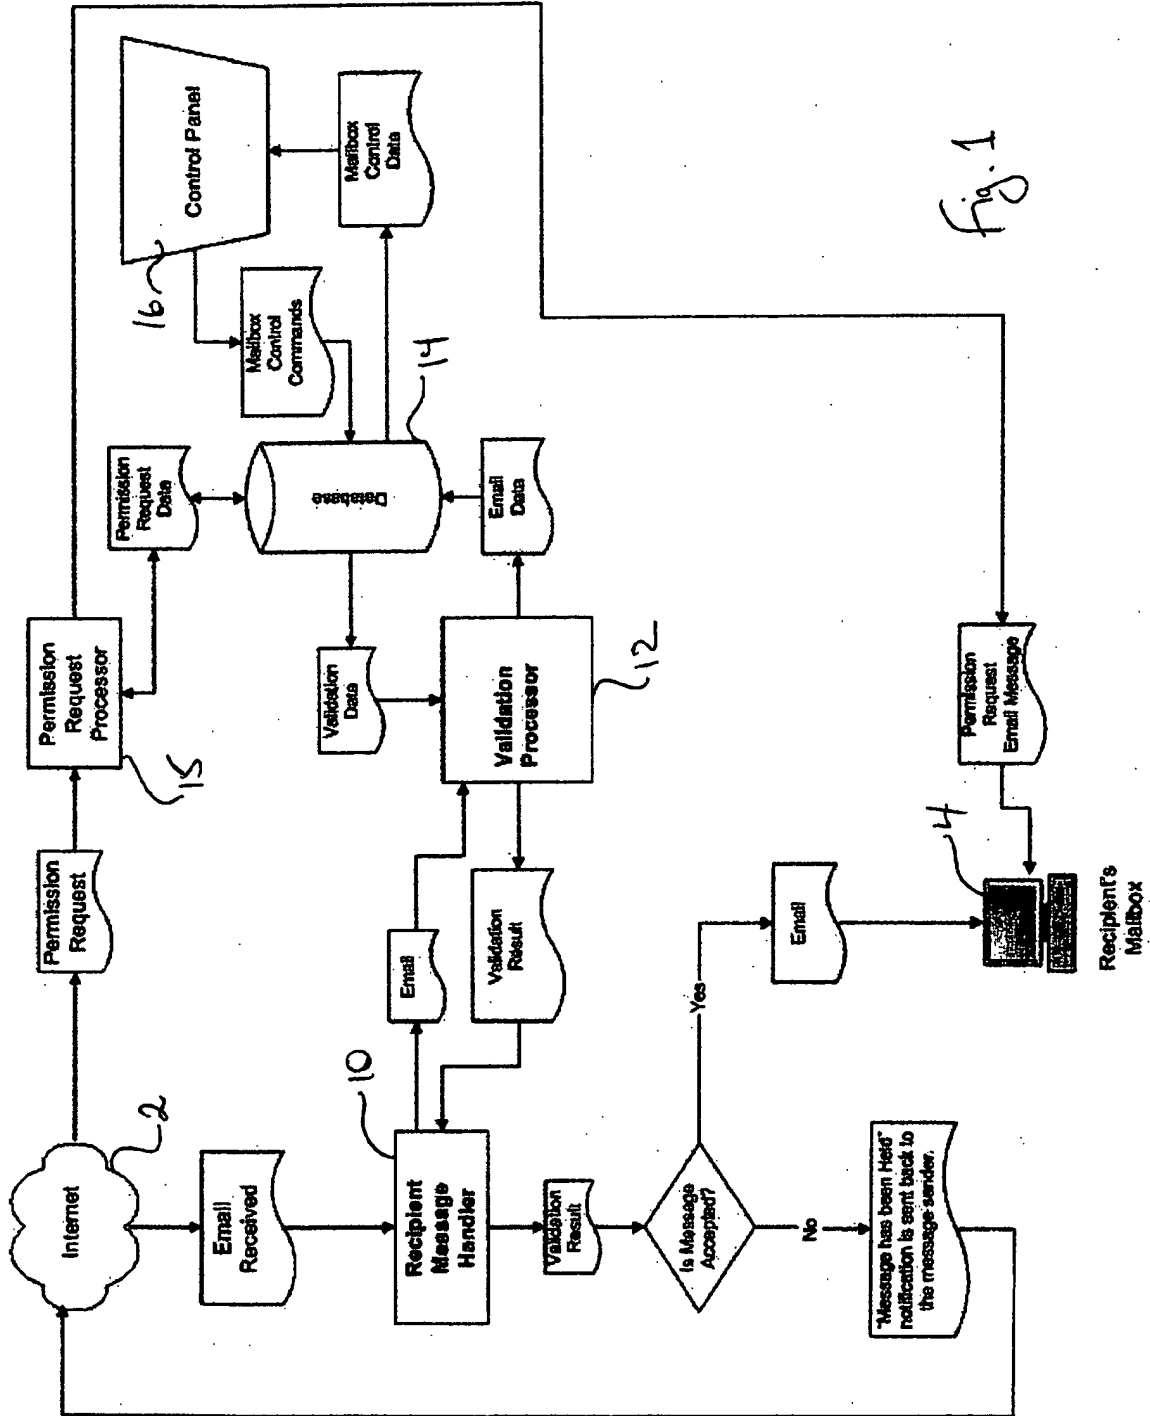 Internet
2
Permission
Request
Permission
Request
Processor
15
Permission
Request
Data
Control Panel
16
Mailbox
Control
Commands
Mailbox
Control
Data
Database
14
Email
Received
Recipient
Message
Handler
10
Email
Validation
Result
Validation
Data
Validation
Processor
12
Email
Data
Validation
Result
Is Message
Accepted?
Yes
No
Email
"Message has been Held"
notification is sent back to
the message sender.
4
Recipient's
Mailbox
Permission
Request
Email Message
Fig. 1